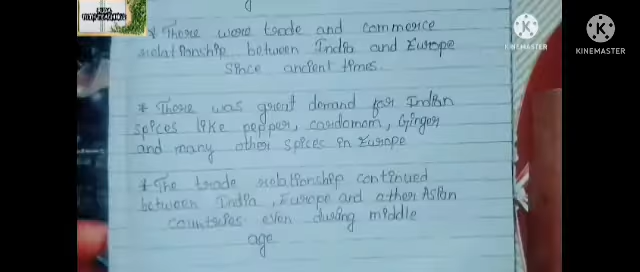 * There were trade and commerce
relationship between India and Europe
since ancient times.
* There was great demand for Indian
spices like pepper, cardamom, Ginger
and many other spices in Europe
* The trade relationship continued
between India, Europe and other Asian
countries even during middle
age
KINEMASTER
KINEMASTER